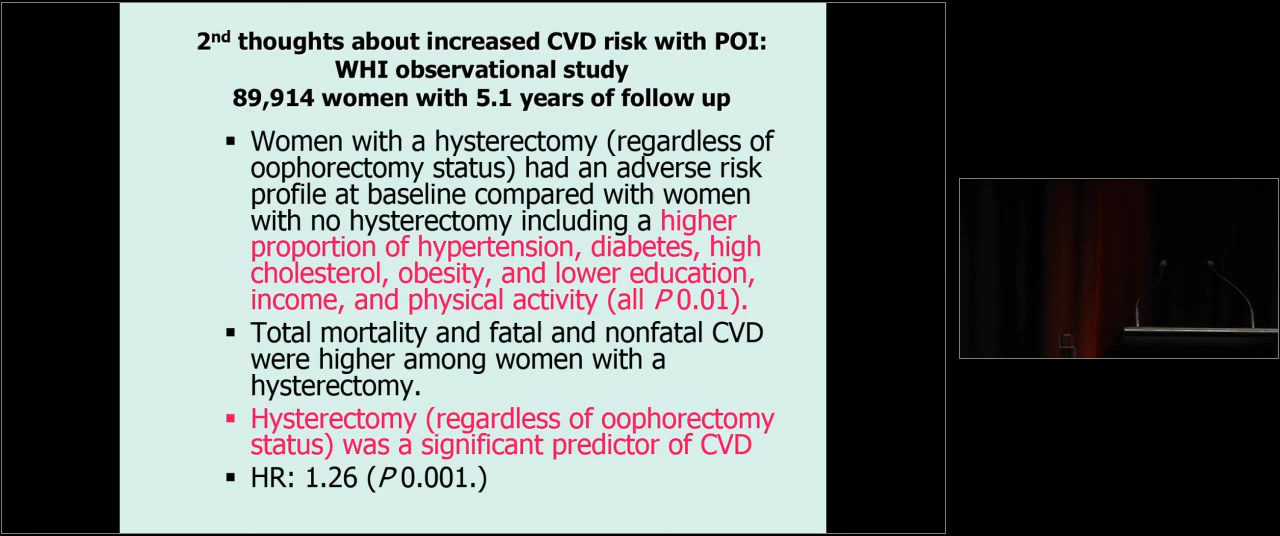 2nd thoughts about increased CVD risk with POI:
WHI observational study
89,914 women with 5.1 years of follow up
▪ Women with a hysterectomy (regardless of
oophorectomy status) had an adverse risk
profile at baseline compared with women
with no hysterectomy including a higher
proportion of hypertension, diabetes, high
cholesterol, obesity, and lower education,
income, and physical activity (all P 0.01).
▪ Total mortality and fatal and nonfatal CVD
were higher among women with a
hysterectomy.
▪ Hysterectomy (regardless of oophorectomy
status) was a significant predictor of CVD
▪ HR: 1.26 (P 0.001.)